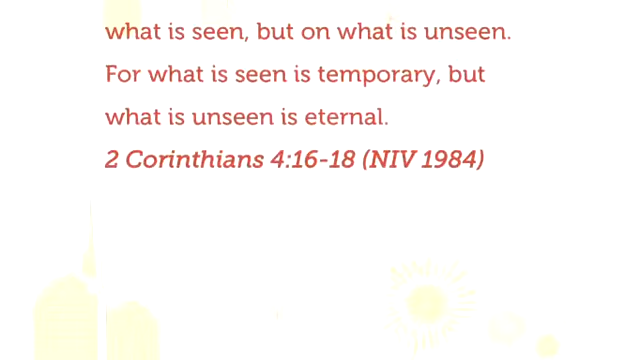 what is seen, but on what is unseen.
For what is seen is temporary, but
what is unseen is eternal.
2 Corinthians 4:16-18 (NIV 1984)